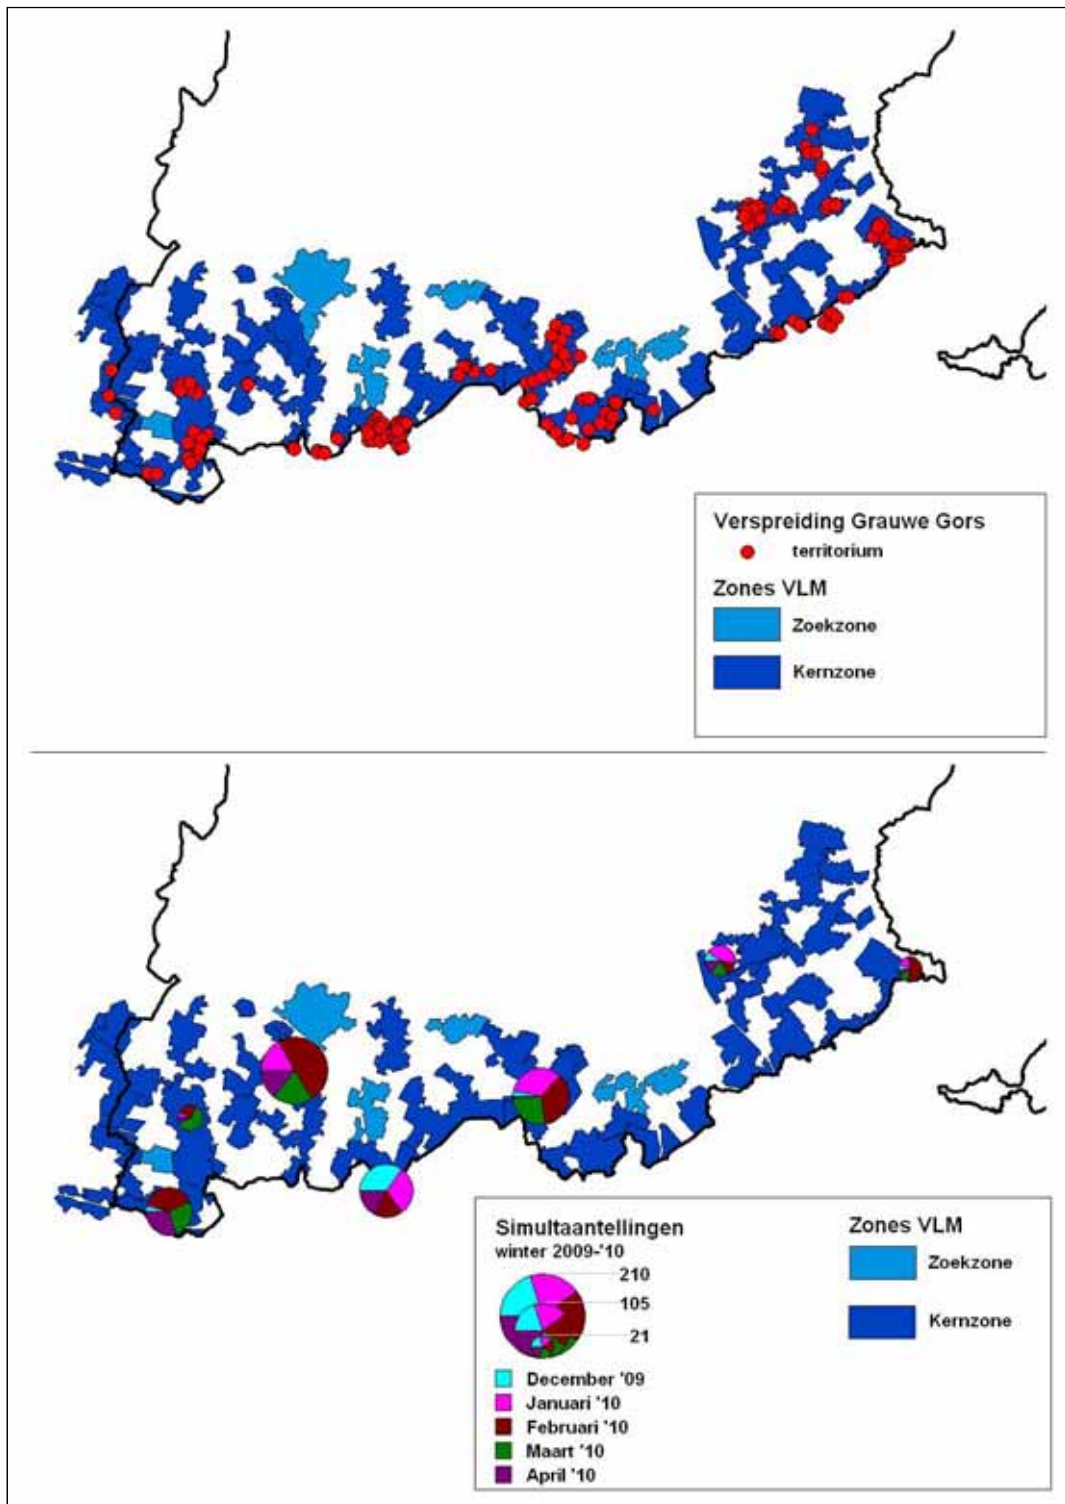 Verspreiding Grauwe Gors
territorium
Zones VLM
Zoekzone
Kernzone
Simultaantellingen
winter 2009-'10
210
105
21
December '09
Januari '10
Februari '10
Maart '10
April '10
Zones VLM
Zoekzone
Kernzone